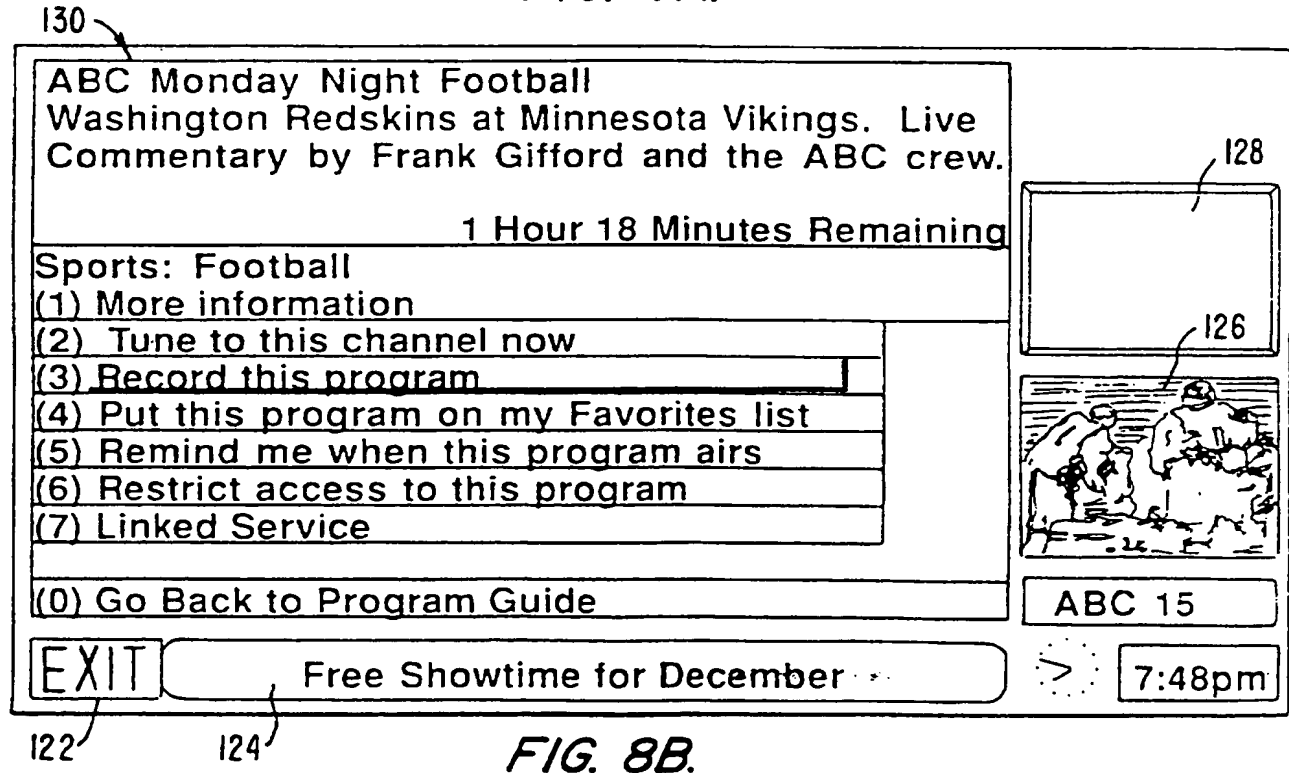 130
ABC Monday Night Football
Washington Redskins at Minnesota Vikings. Live
Commentary by Frank Gifford and the ABC crew.
1 Hour 18 Minutes Remaining
128
Sports: Football
(1) More information
(2) Tune to this channel now
(3) Record this program
(4) Put this program on my Favorites list
(5) Remind me when this program airs
(6) Restrict access to this program
(7) Linked Service
126
(0) Go Back to Program Guide
ABC 15
EXIT
Free Showtime for December
7:48pm
122
124
FIG. 8B.